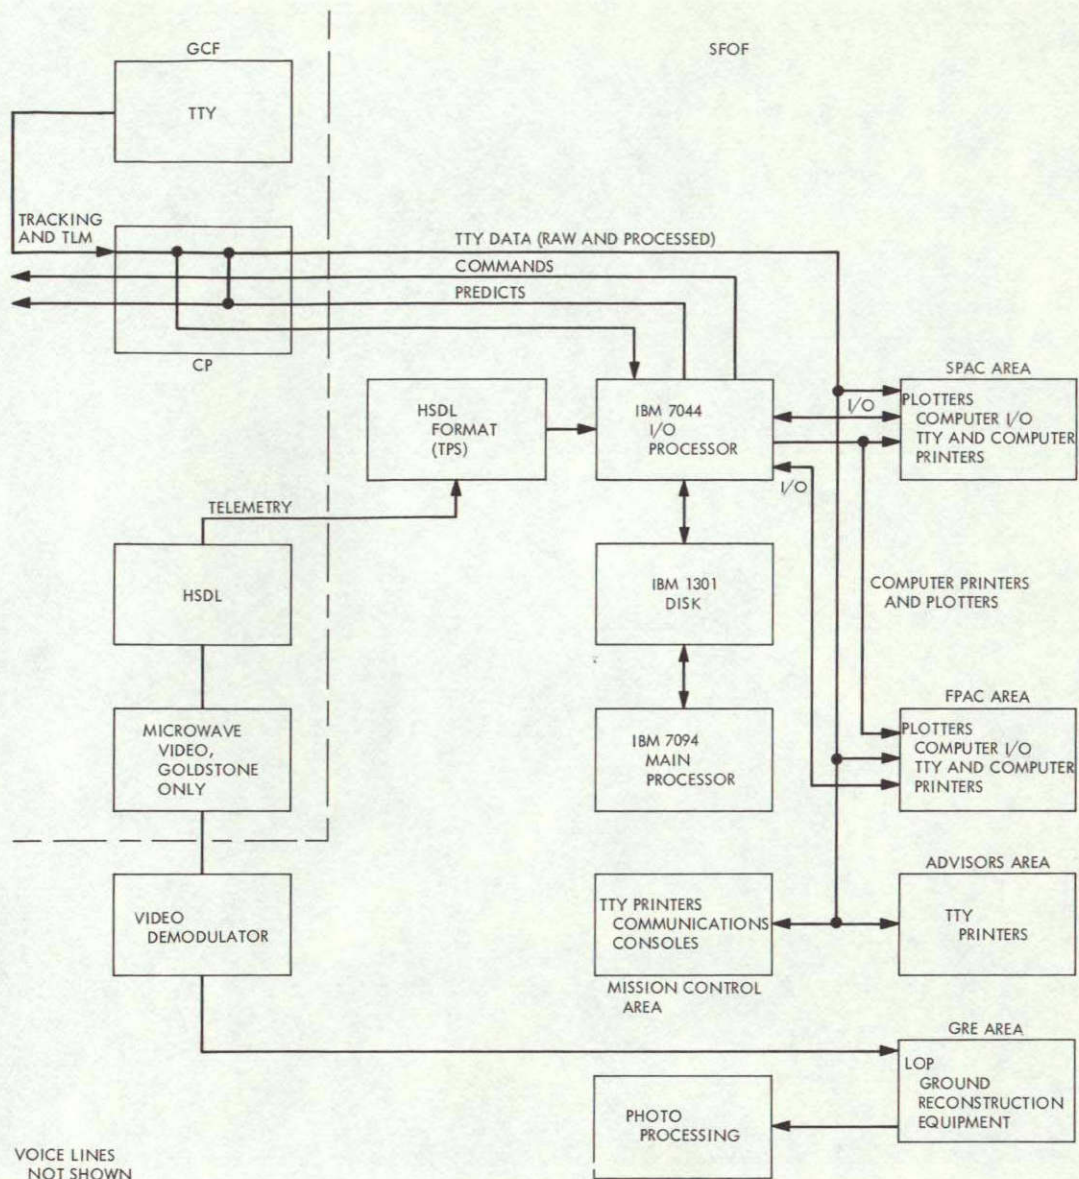 GCF
SFOF
TTY
TRACKING
AND TLM
TTY DATA (RAW AND PROCESSED)
COMMANDS
PREDICTS
CP
SPAC AREA
HSDL
FORMAT
(TPS)
IBM 7044
I/O
PROCESSOR
I/O
PLOTTERS
COMPUTER I/O
TTY AND COMPUTER
PRINTERS
I/O
TELEMETRY
HSDL
IBM 1301
DISK
COMPUTER PRINTERS
AND PLOTTERS
FPAC AREA
MICROWAVE
VIDEO,
GOLDSTONE
ONLY
IBM 7094
MAIN
PROCESSOR
PLOTTERS
COMPUTER I/O
TTY AND COMPUTER
PRINTERS
ADVISORS AREA
VIDEO
DEMODULATOR
TTY PRINTERS
COMMUNICATIONS
CONSOLES
TTY
PRINTERS
MISSION CONTROL
AREA
GRE AREA
LOP
GROUND
RECONSTRUCTION
EQUIPMENT
PHOTO
PROCESSING
VOICE LINES
NOT SHOWN